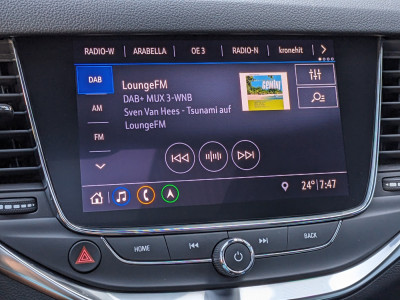 RADIO-W ARABELLA OE 3 RADIO-N kronehit
DAB
AM
FM
LoungeFM
DAB+ MUX 3-WNB
Sven Van Hees - Tsunami auf
LoungeFM
24° 7:47
HOME
BACK